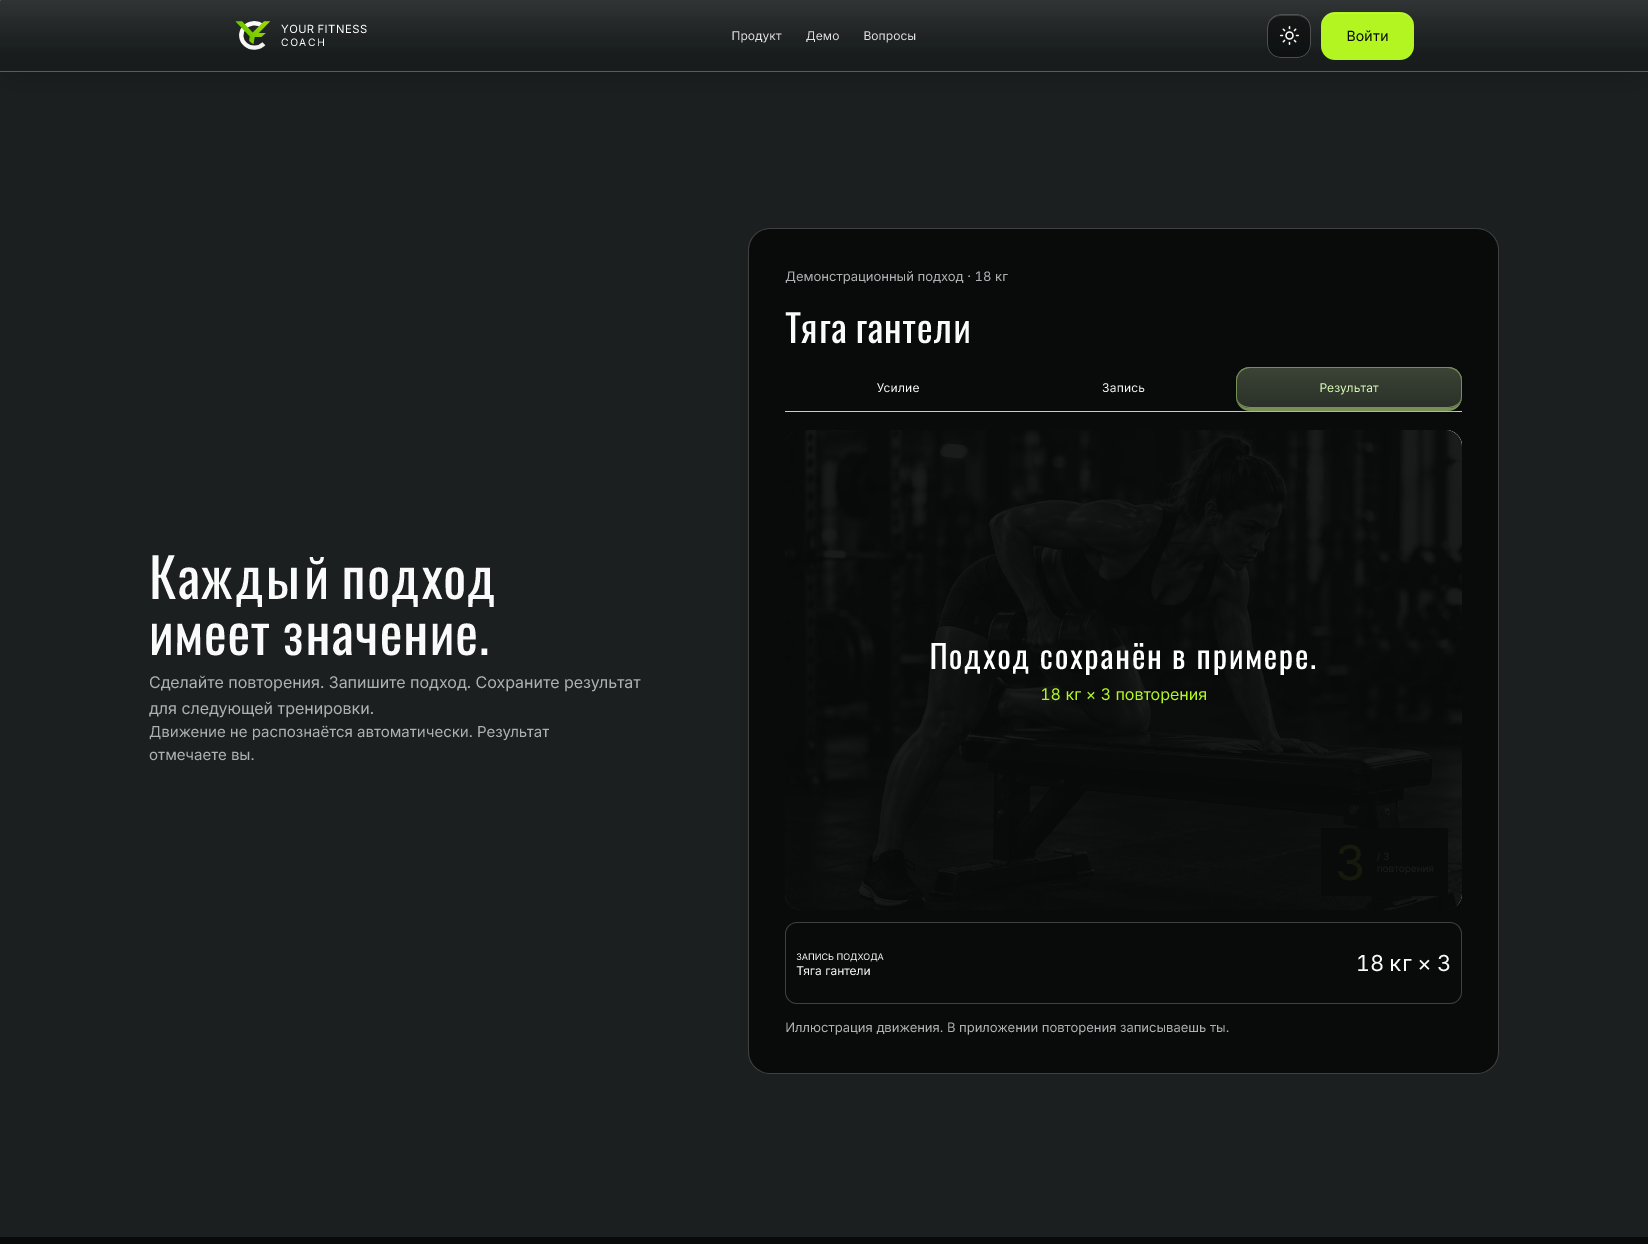 YOUR FITNESS
COACH
Продукт
Демо
Вопросы
Войти
Каждый подход
имеет значение.
Сделайте повторения. Запишите подход. Сохраните результат
для следующей тренировки.
Движение не распознаётся автоматически. Результат
отмечаете вы.
Демонстрационный подход · 18 кг
Тяга гантели
Усилие
Запись
Результат
Подход сохранён в примере.
18 кг × 3 повторения
3
/ 3
повторения
ЗАПИСЬ ПОДХОДА
Тяга гантели
18 кг × 3
Иллюстрация движения. В приложении повторения записываешь ты.